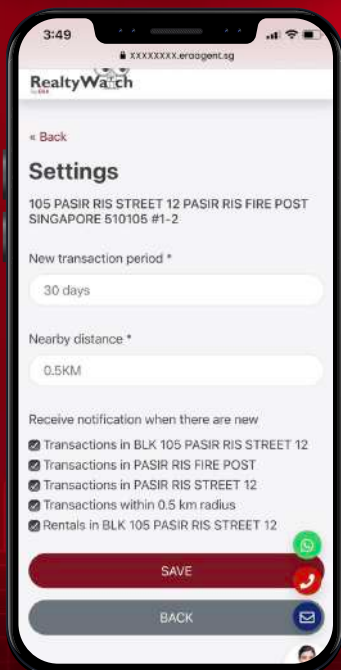 3:49
XXXXXXXX.eraagent.sg
RealtyWatch
by ERA
« Back
Settings
105 PASIR RIS STREET 12 PASIR RIS FIRE POST
SINGAPORE 510105 #1-2
New transaction period *
30 days
Nearby distance *
0.5KM
Receive notification when there are new
Transactions in BLK 105 PASIR RIS STREET 12
Transactions in PASIR RIS FIRE POST
Transactions in PASIR RIS STREET 12
Transactions within 0.5 km radius
Rentals in BLK 105 PASIR RIS STREET 12
SAVE
BACK